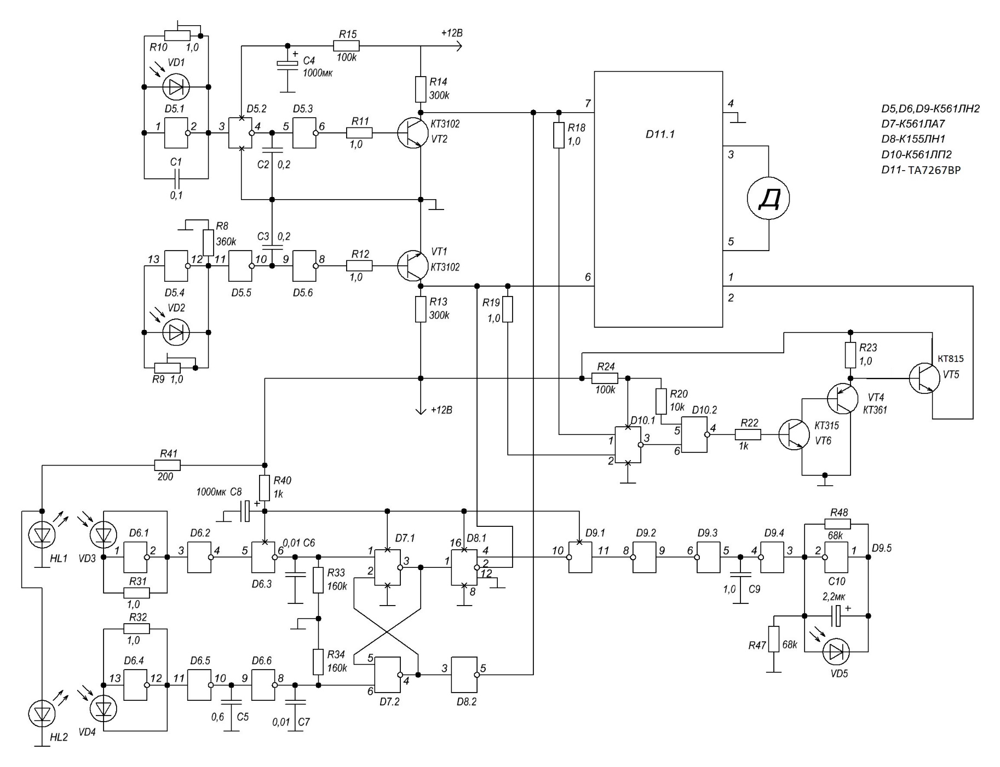 R10
1,0
VD1
D5.1
1
2
C1
0,1
R15
100k
+12В
+
C4
1000мк
D5.2
3
4
D5.3
5
6
C2
0,2
R11
1,0
R14
300k
КТ3102
VT2
R8
360k
C3
0,2
13
12
11
10
9
8
D5.4
D5.5
D5.6
VD2
R9
1,0
R12
1,0
VT1
КТ3102
R13
300k
+12В
7
4
R18
1,0
D11.1
3
Д
5
6
1
2
R19
1,0
D5,D6,D9-К561ЛН2
D7-К561ЛА7
D8-К155ЛН1
D10-К561ЛП2
D11- TA7267BP
R24
100k
R20
10k
D10.1
1
2
3
D10.2
5
6
4
R22
1k
R23
1,0
КТ815
VT5
VT4
КТ361
КТ315
VT6
R41
200
R40
1k
1000мк C8
+
HL1
VD3
D6.1
1
2
R31
1,0
D6.2
3
4
D6.3
5
6
0,01 C6
R33
160k
D7.1
1
2
3
D8.1
16
1
4
2
12
8
D9.1
10
11
D9.2
8
9
D9.3
6
5
1,0
C9
D9.4
4
3
R48
68k
2
1
D9.5
C10
2,2мк
+
R47
68k
VD5
R32
1,0
D6.4
13
12
VD4
HL2
D6.5
11
10
0,6
C5
D6.6
9
8
0,01
C7
R34
160k
5
6
4
D7.2
3
5
D8.2